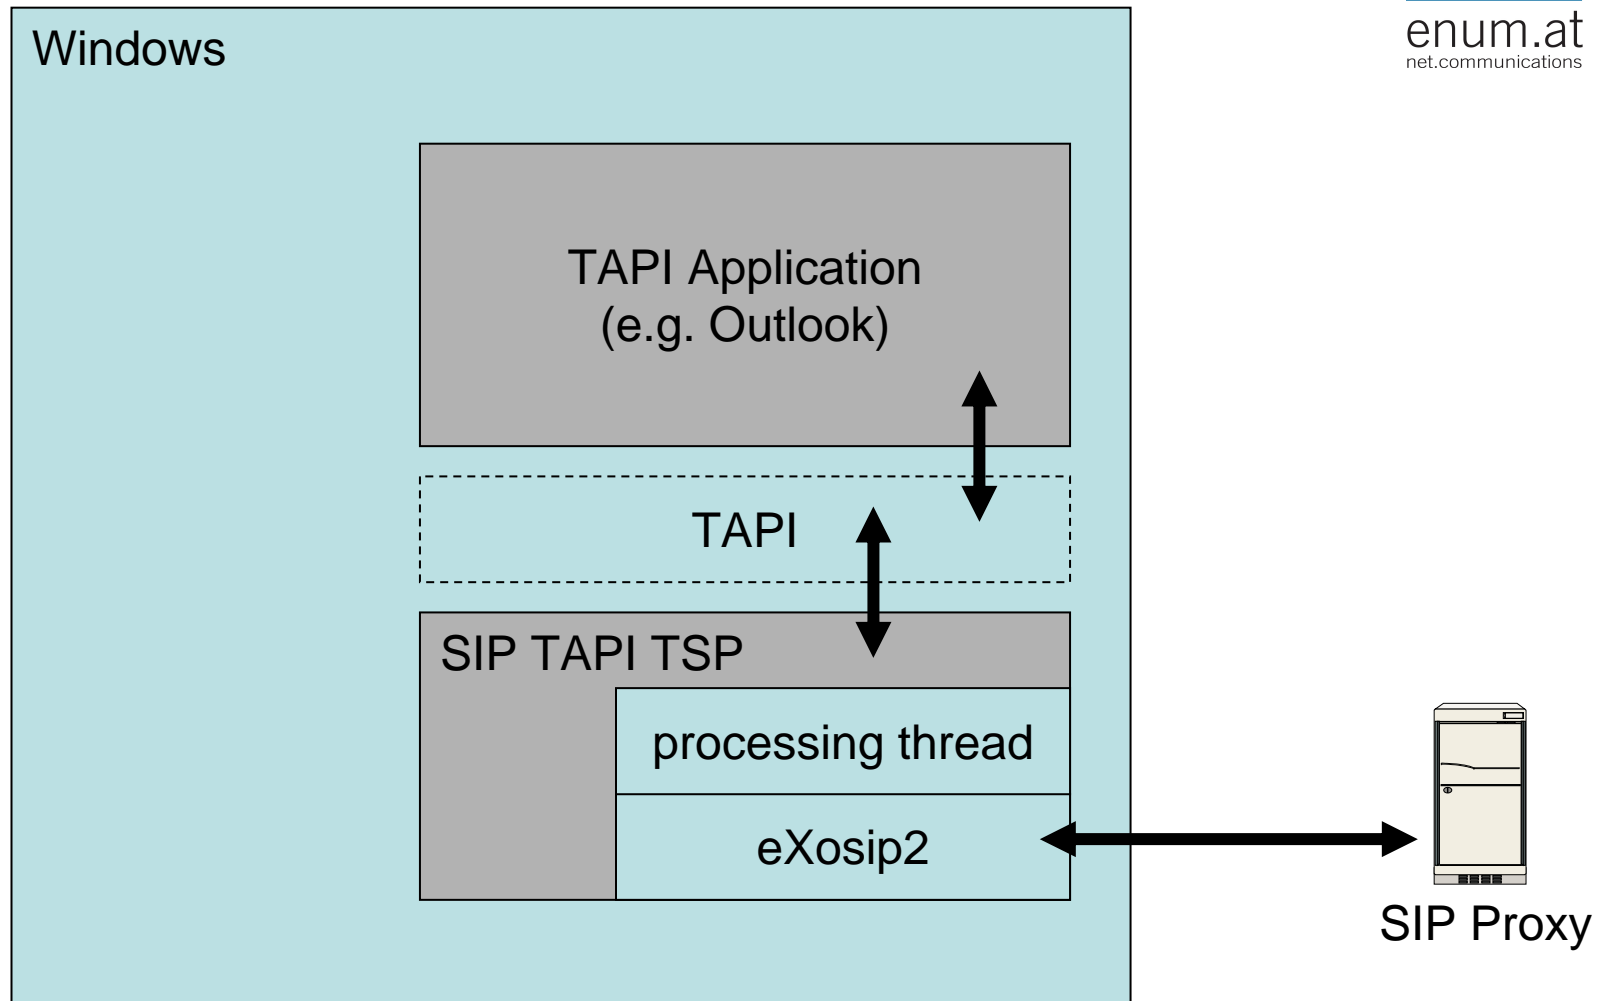 Windows
enum.at
net.communications
TAPI Application
(e.g. Outlook)
TAPI
SIP TAPI TSP
processing thread
eXosip2
SIP Proxy